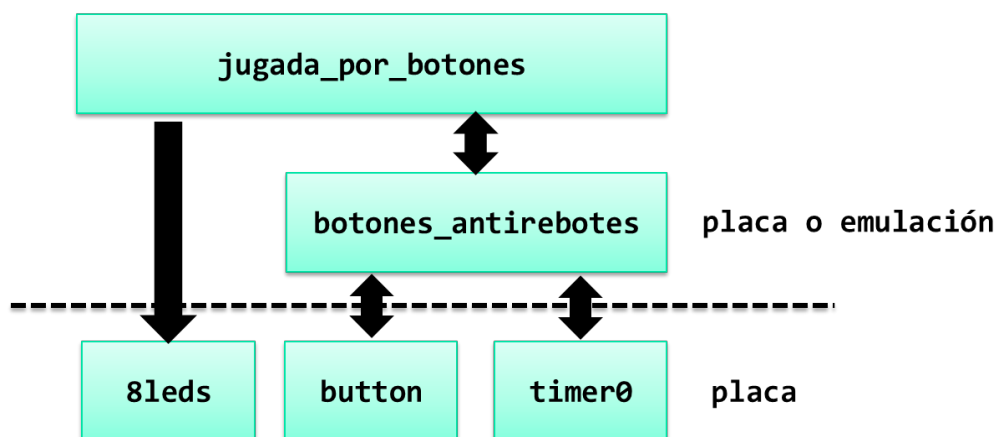 jugada_por_botones
botones_antirebotes
placa o emulación
8leds
button
timer0
placa